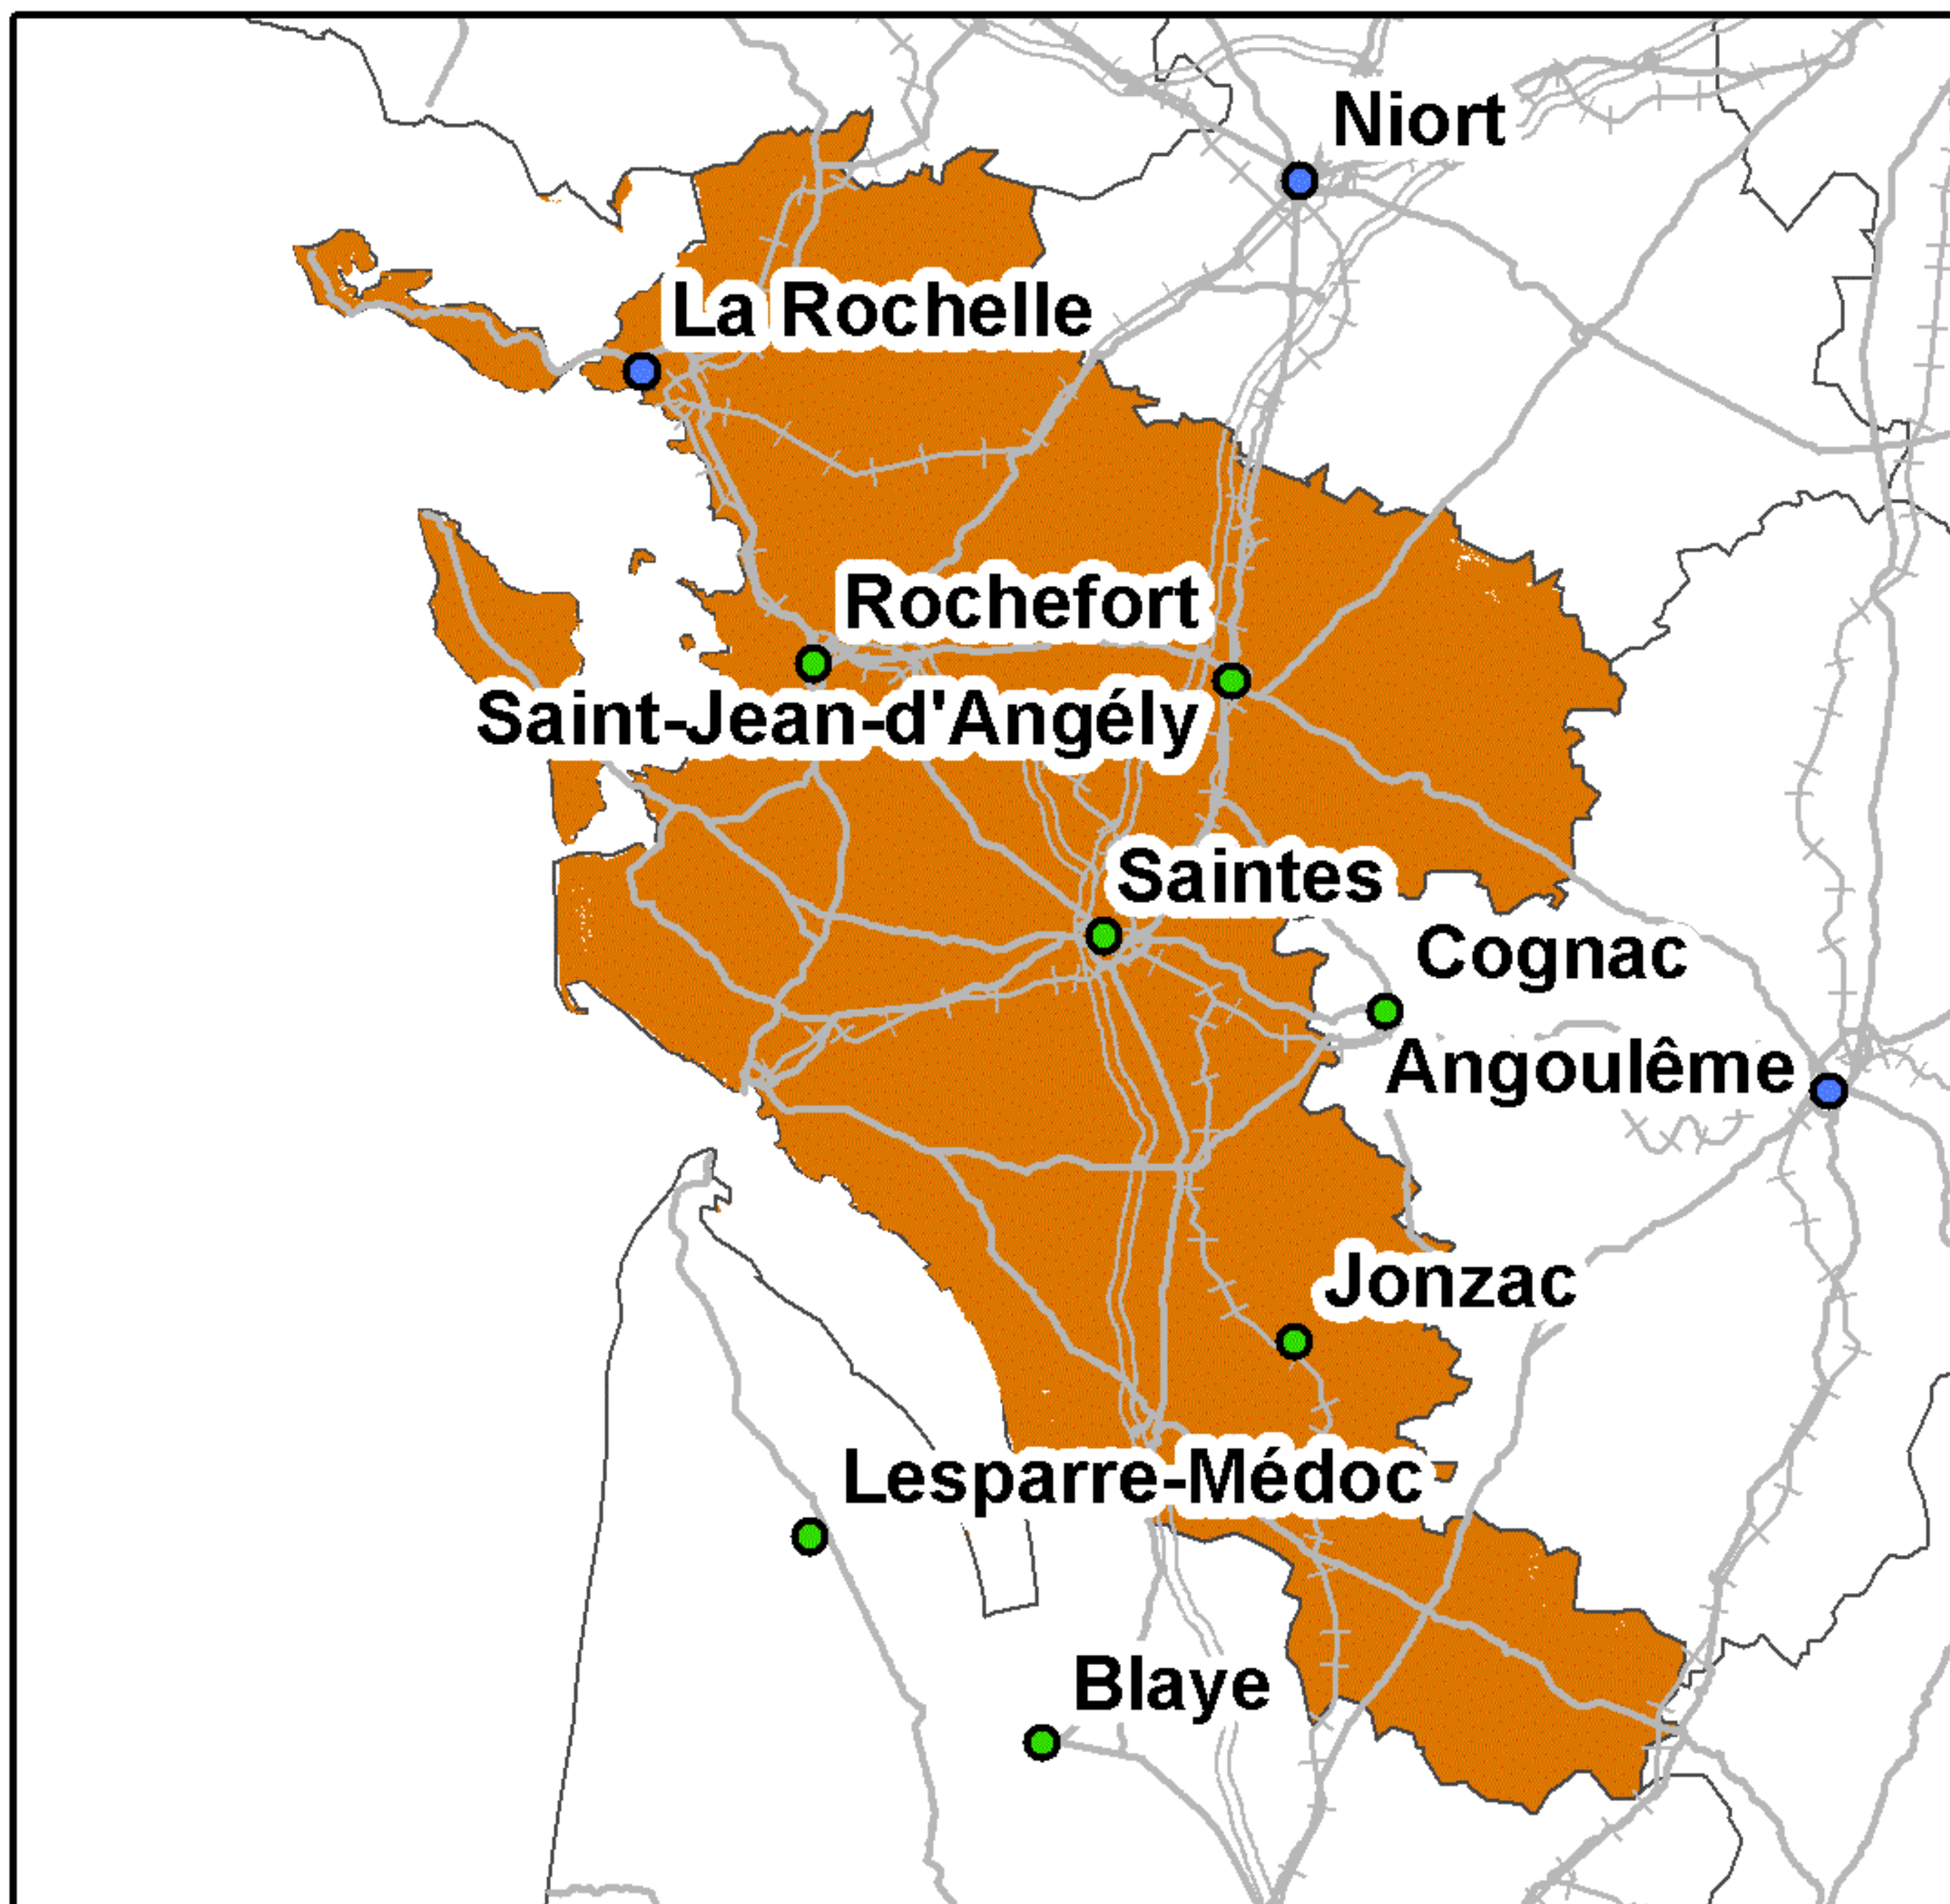 Niort
La Rochelle
Rochefort
Saint-Jean-d'Angély
Saintes
Cognac
Angoulême
Jonzac
Lesparre-Médoc
Blaye